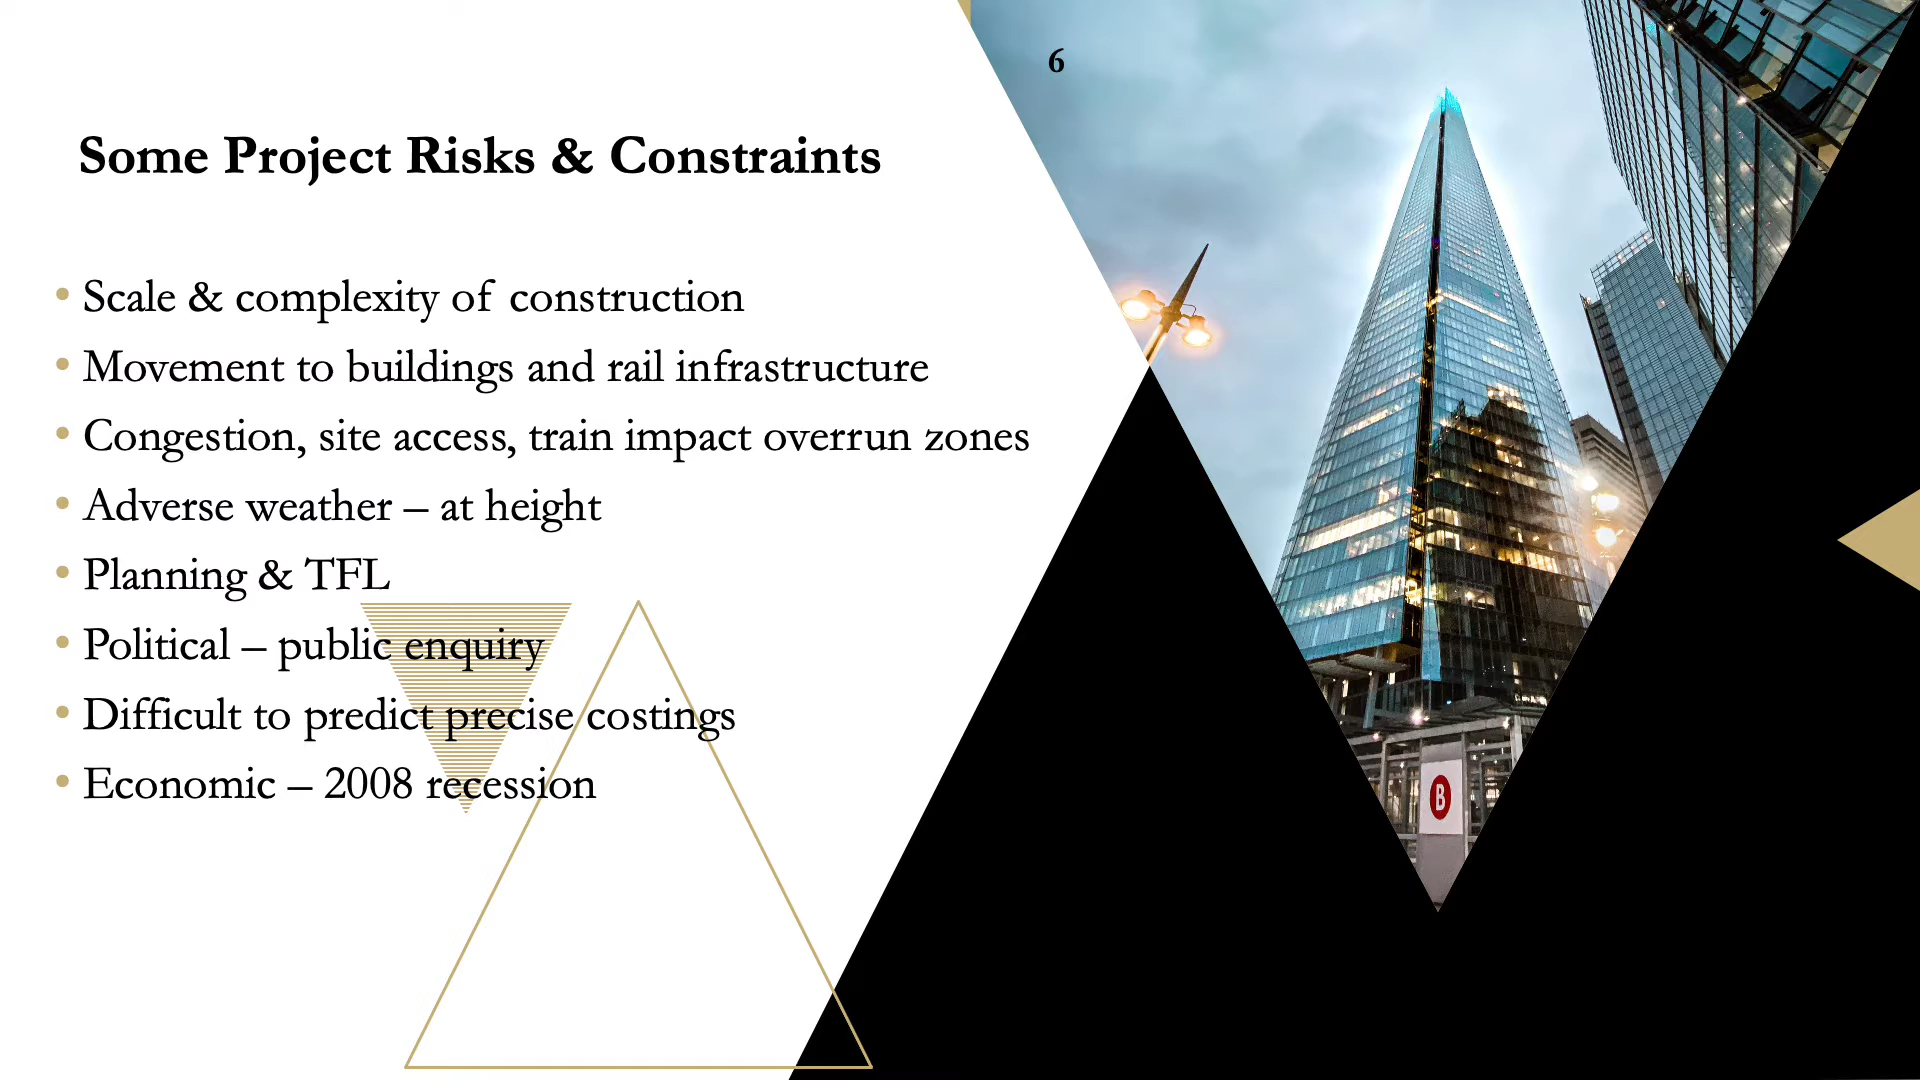 6
Some Project Risks & Constraints
• Scale & complexity of construction
• Movement to buildings and rail infrastructure
• Congestion, site access, train impact overrun zones
• Adverse weather – at height
• Planning & TFL
• Political – public enquiry
• Difficult to predict precise costings
• Economic – 2008 recession
B